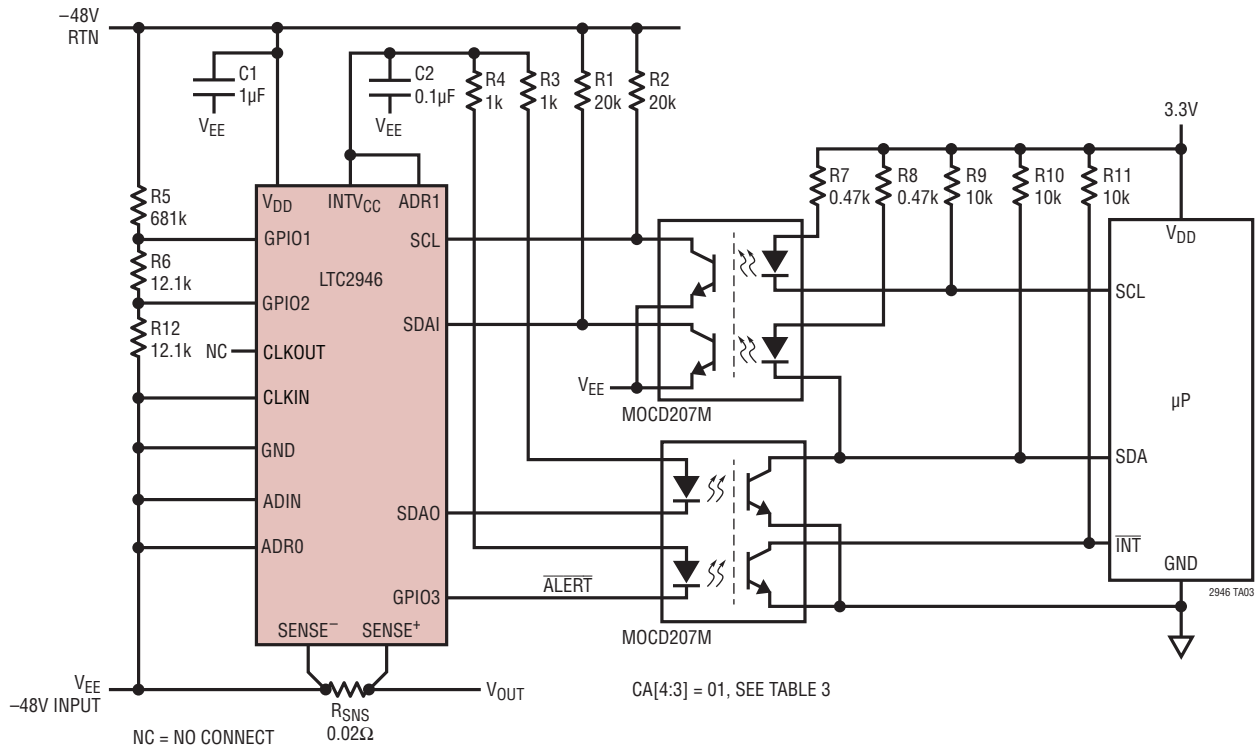 –48V
RTN
C1
1µF
VEE
C2
0.1µF
VEE
R4
1k
R3
1k
R1
20k
R2
20k
3.3V
R5
681k
R6
12.1k
R12
12.1k
NC
VDD
INTVCC
ADR1
GPIO1
SCL
LTC2946
GPIO2
SDAI
CLKOUT
CLKIN
GND
ADIN
SDAO
ADR0
GPIO3
SENSE–
SENSE+
ALERT
VEE
MOCD207M
R7
0.47k
R8
0.47k
R9
10k
R10
10k
R11
10k
VDD
SCL
µP
SDA
INT
GND
2946 TA03
MOCD207M
VEE
–48V INPUT
RSNS
0.02Ω
VOUT
CA[4:3] = 01, SEE TABLE 3
NC = NO CONNECT